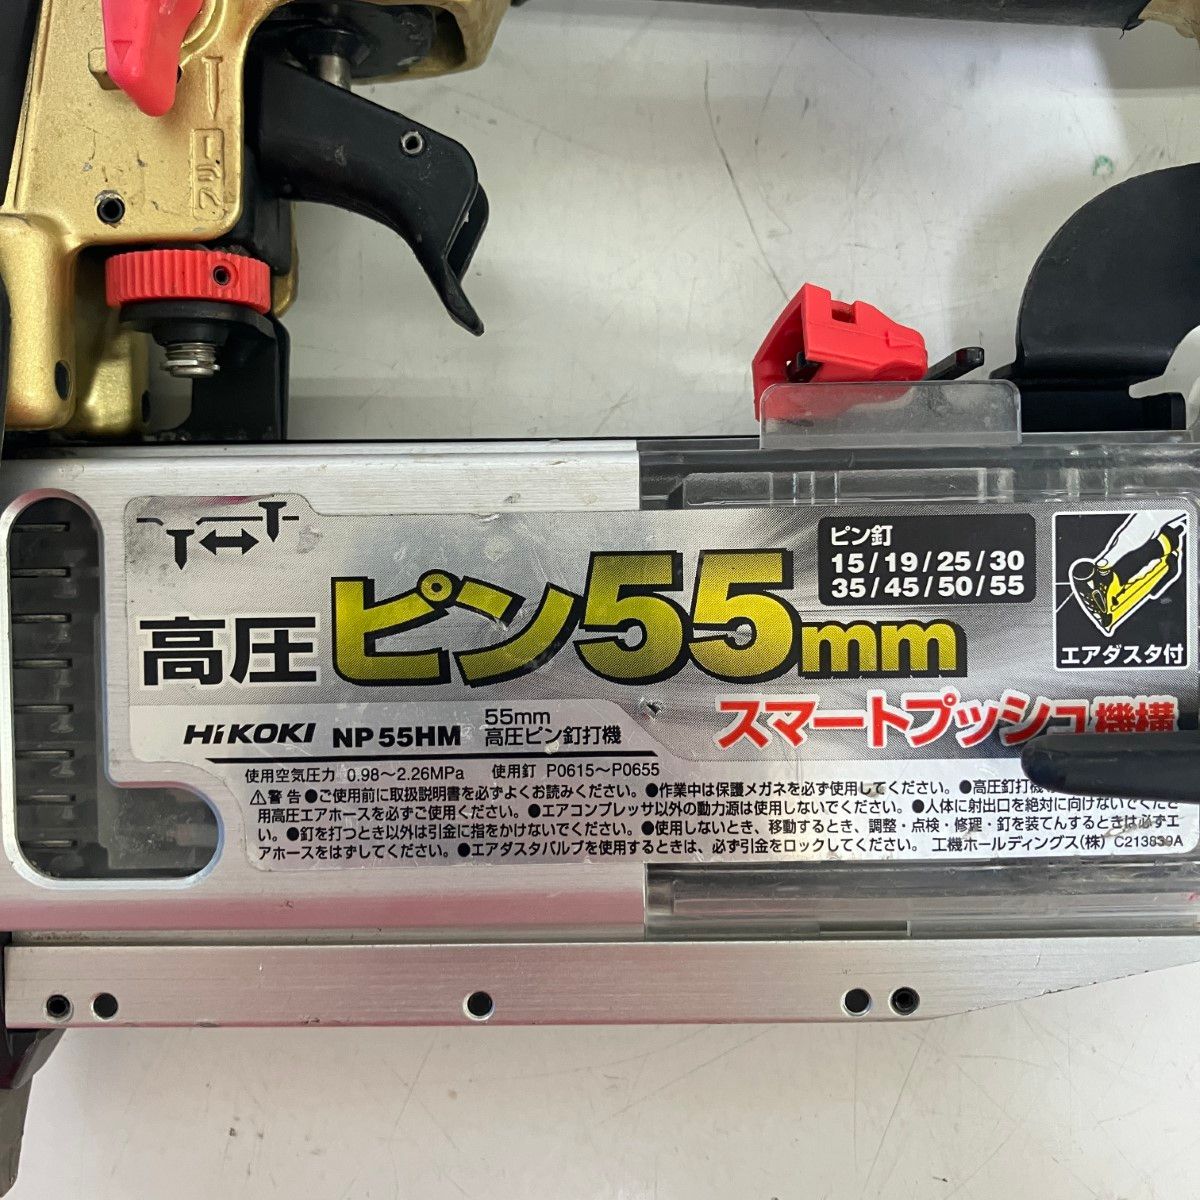 ピン釘
15/19/25/30
35/45/50/55
高圧 ピン55mm
エアダスタ付
スマートプッシュ機構
HiKOKI NP55HM 55mm
高圧ピン釘打機
使用空気圧力 0.98～2.26MPa 使用釘 P0615～P0655
⚠警告●ご使用前に取扱説明書を必ずよくお読みください。●作業中は保護メガネを必ず使用してください。●高圧釘打機
用高圧エアホースを必ずご使用ください。●エアコンプレッサ以外の動力源は使用しないでください。●人体に射出口を絶対に向けないでくださ
い。●釘を打つとき以外は引金に指をかけないでください。●使用しないとき、移動するとき、調整・点検・修理・釘を装てんするときは必ずエ
アホースをはずしてください。●エアダスタバルブを使用するときは、必ず引金をロックしてください。 工機ホールディングス(株) C213839A